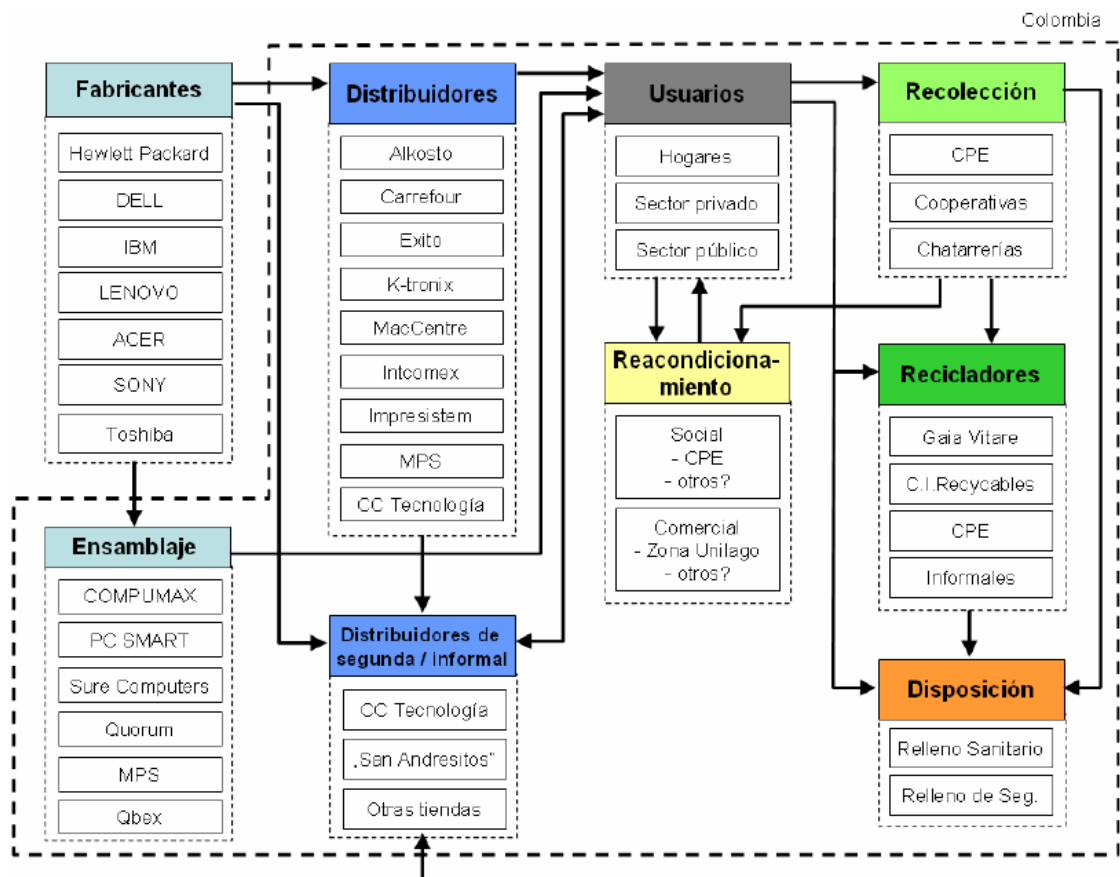 Colombia
Fabricantes
Hewlett Packard
DELL
IBM
LENOVO
ACER
SONY
Toshiba
Ensamblaje
COMPUMAX
PC SMART
Sure Computers
Quorum
MPS
Qbex
Distribuidores
Alkosto
Carrefour
Exito
K-tronix
MacCentre
Intcomex
Impresistem
MPS
CC Tecnología
Distribuidores de
segunda / informal
CC Tecnología
„San Andresitos“
Otras tiendas
Usuarios
Hogares
Sector privado
Sector público
Reacondiciona-
miento
Social
- CPE
- otros?
Comercial
- Zona Unilago
- otros?
Recolección
CPE
Cooperativas
Chatarrerías
Recicladores
Gaia Vitare
C.I.Recycables
CPE
Informales
Disposición
Relleno Sanitario
Relleno de Seg.